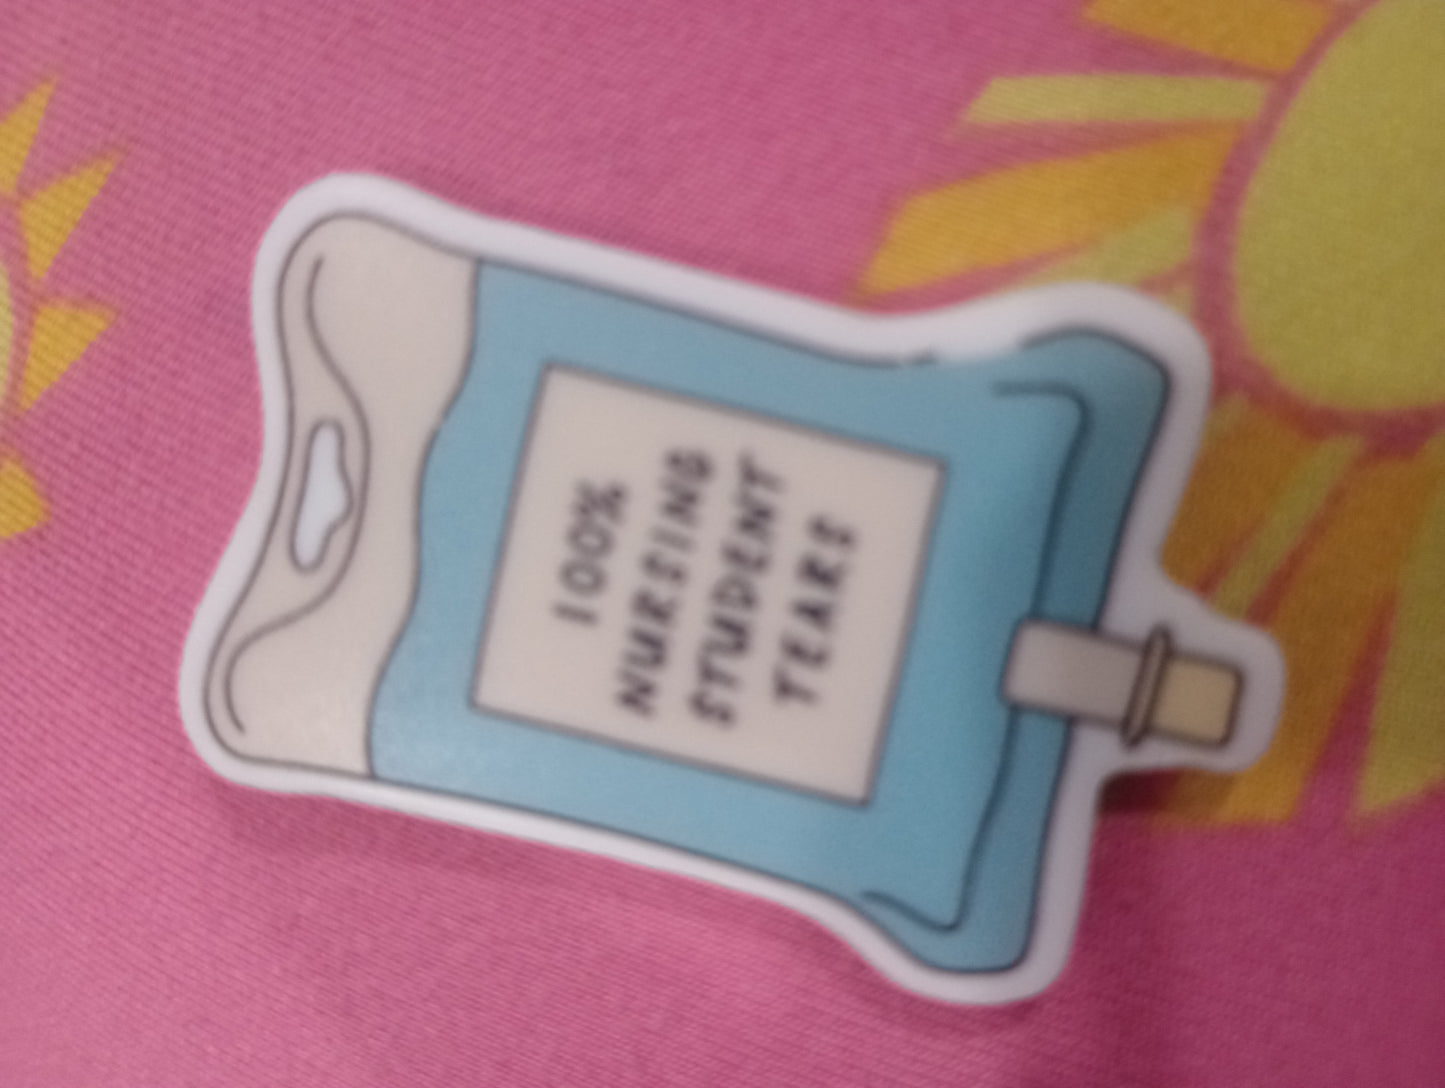 100%
NURSING
STUDENT
TEARS